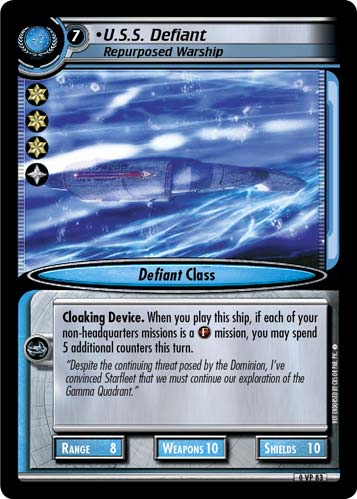 7
•U.S.S. Defiant
Repurposed Warship
U.S.S. DEFIANT
Defiant Class
Cloaking Device. When you play this ship, if each of your
non-headquarters missions is a mission, you may spend
5 additional counters this turn.
"Despite the continuing threat posed by the Dominion, I've
convinced Starfleet that we must continue our exploration of the
Gamma Quadrant."
RANGE 8
WEAPONS 10
SHIELDS 10
0 VP 83